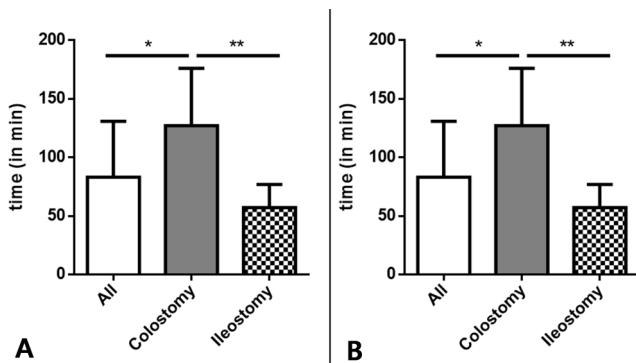 time (in min)
200
150
100
50
0
*
**
All
Colostomy
Ileostomy
A
time (in min)
200
150
100
50
0
*
**
All
Colostomy
Ileostomy
B